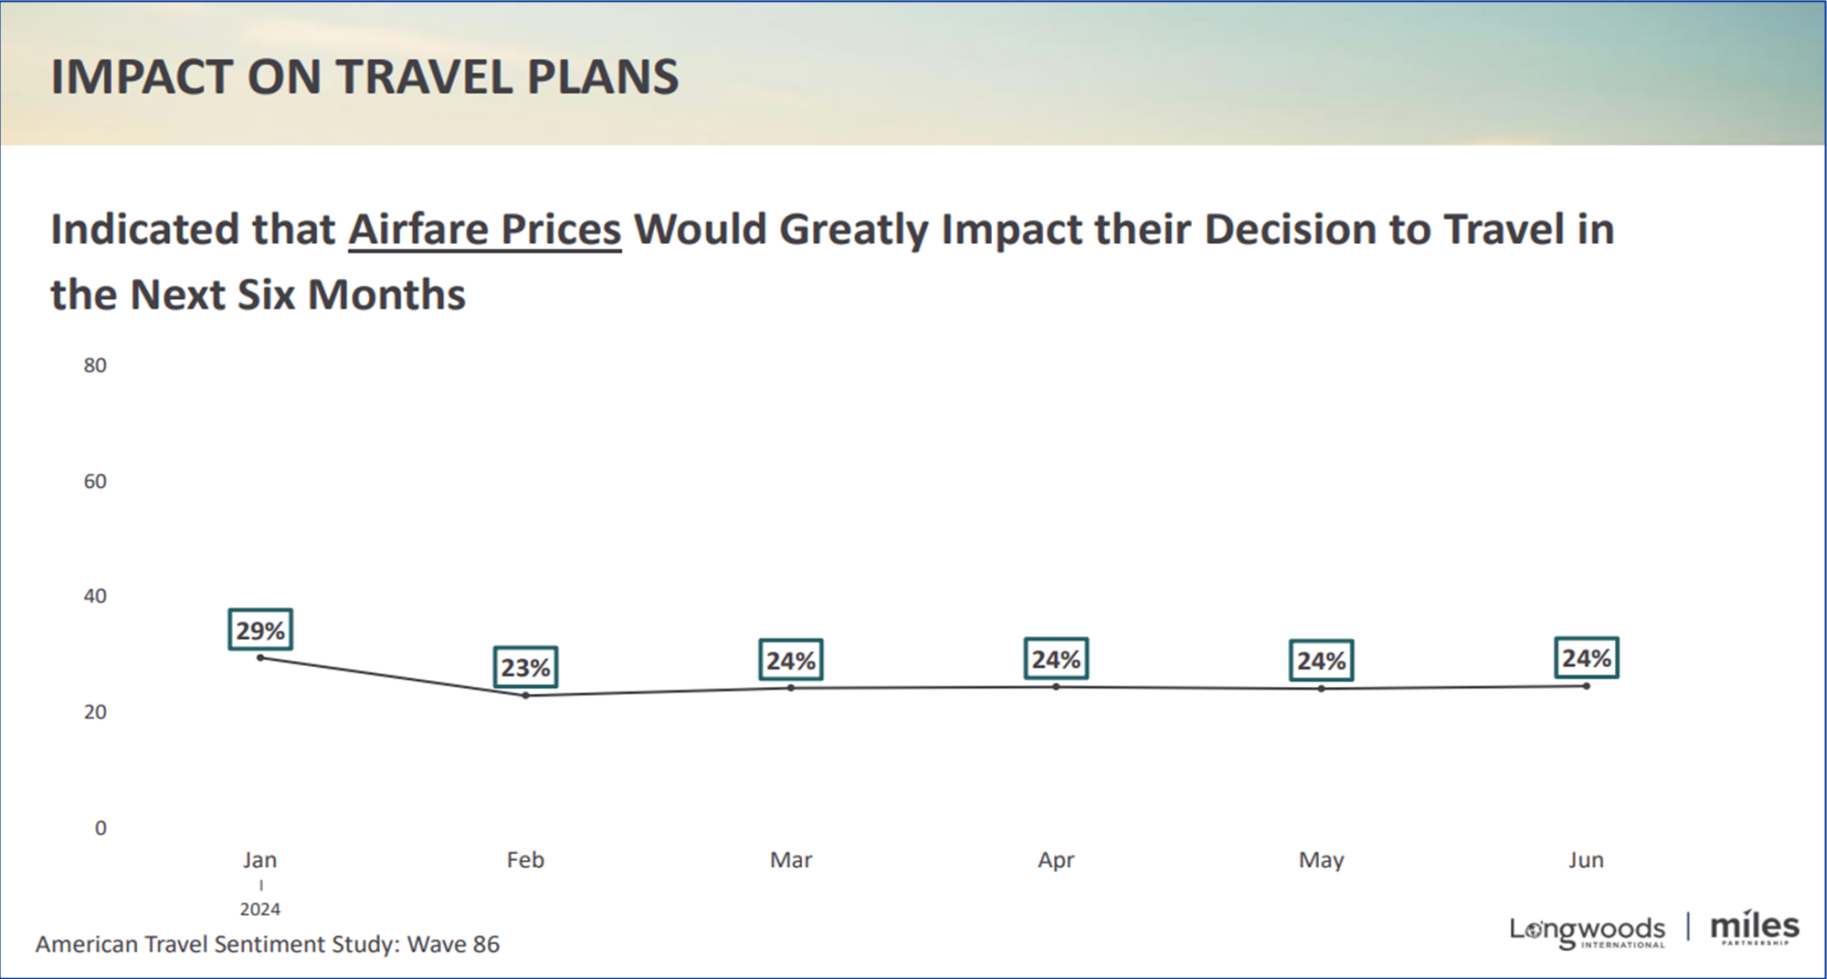 IMPACT ON TRAVEL PLANS
Indicated that Airfare Prices Would Greatly Impact their Decision to Travel in
the Next Six Months
80
60
40
20
0
29%
23%
24%
24%
24%
24%
Jan
Feb
Mar
Apr
May
Jun
2024
American Travel Sentiment Study: Wave 86
Longwoods
INTERNATIONAL
miles
PARTNERSHIP